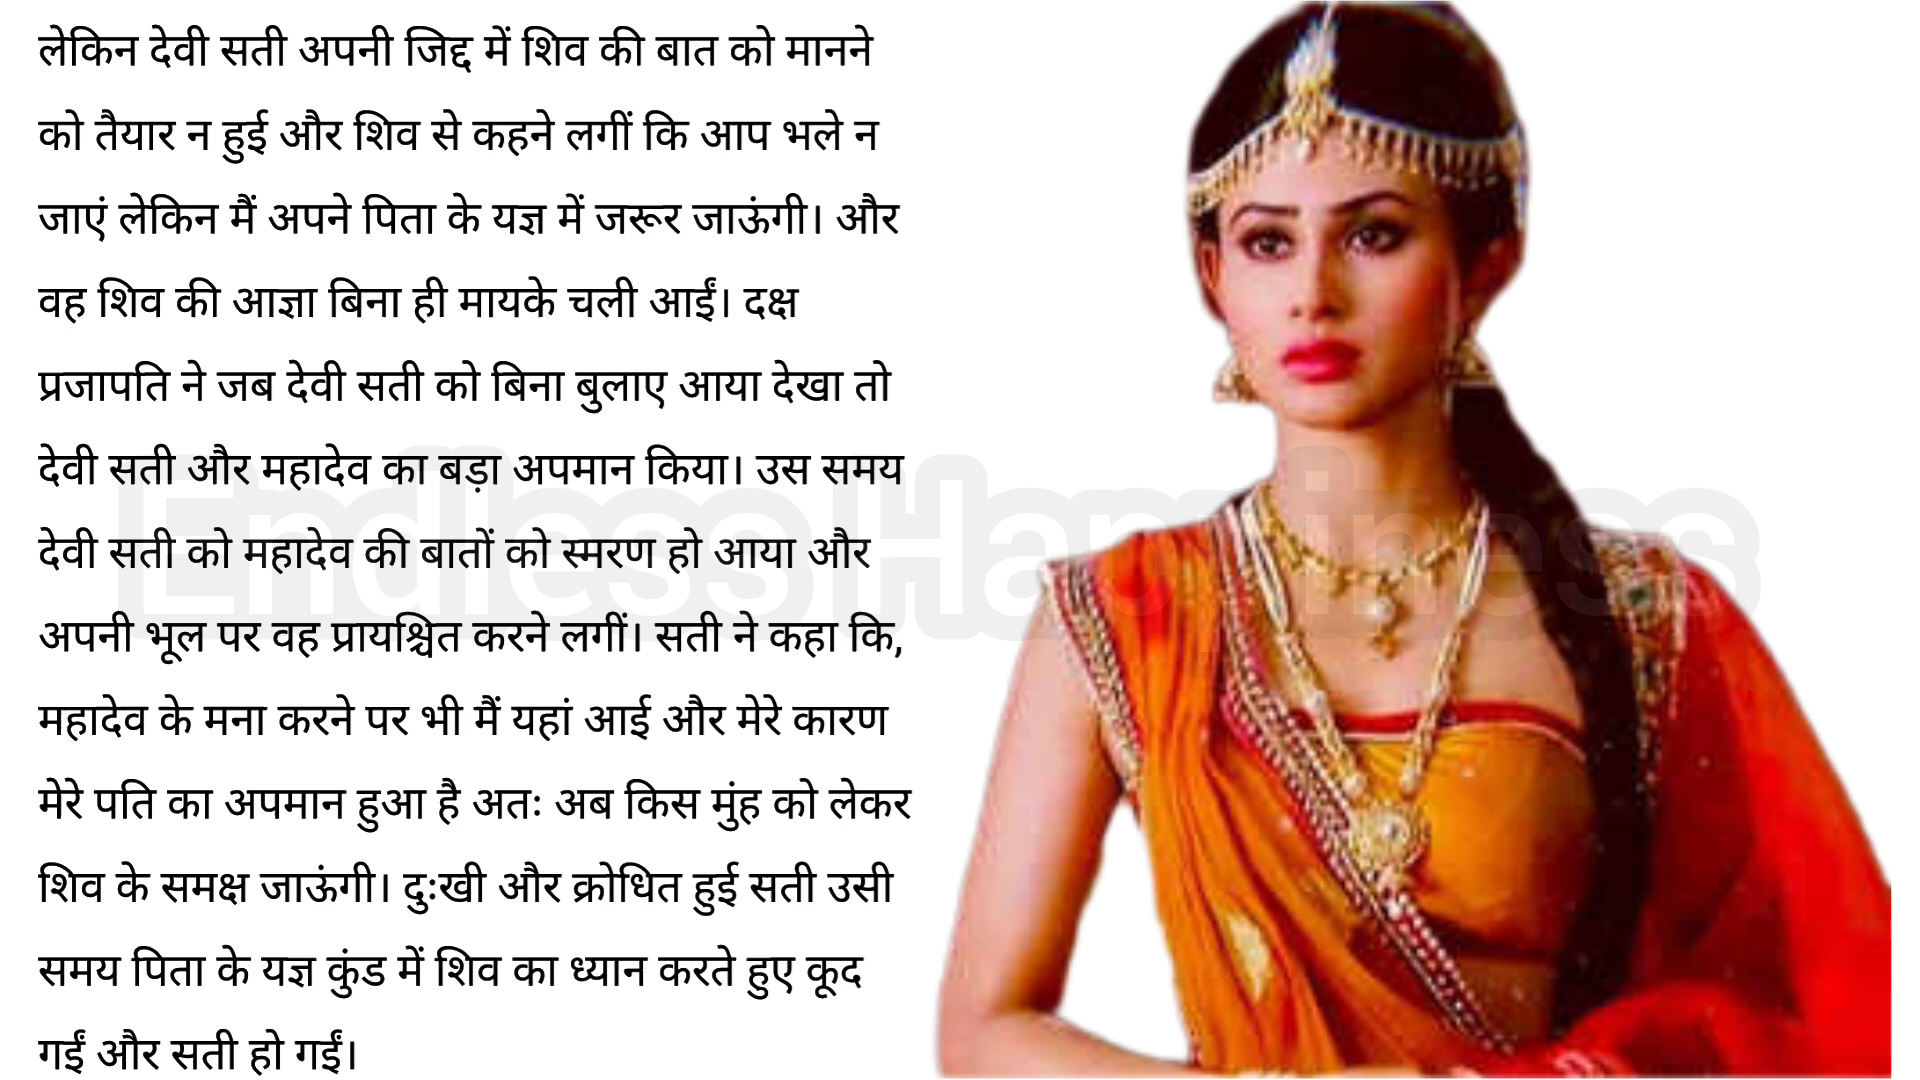 लेकिन देवी सती अपनी जिद्द में शिव की बात को मानने
को तैयार न हुई और शिव से कहने लगीं कि आप भले न
जाएं लेकिन मैं अपने पिता के यज्ञ में जरूर जाऊंगी। और
वह शिव की आज्ञा बिना ही मायके चली आईं। दक्ष
प्रजापति ने जब देवी सती को बिना बुलाए आया देखा तो
देवी सती और महादेव का बड़ा अपमान किया। उस समय
देवी सती को महादेव की बातों को स्मरण हो आया और
अपनी भूल पर वह प्रायश्चित करने लगीं। सती ने कहा कि,
महादेव के मना करने पर भी मैं यहां आई और मेरे कारण
मेरे पति का अपमान हुआ है अतः अब किस मुंह को लेकर
शिव के समक्ष जाऊंगी। दुःखी और क्रोधित हुई सती उसी
समय पिता के यज्ञ कुंड में शिव का ध्यान करते हुए कूद
गईं और सती हो गईं।
Endless Happiness